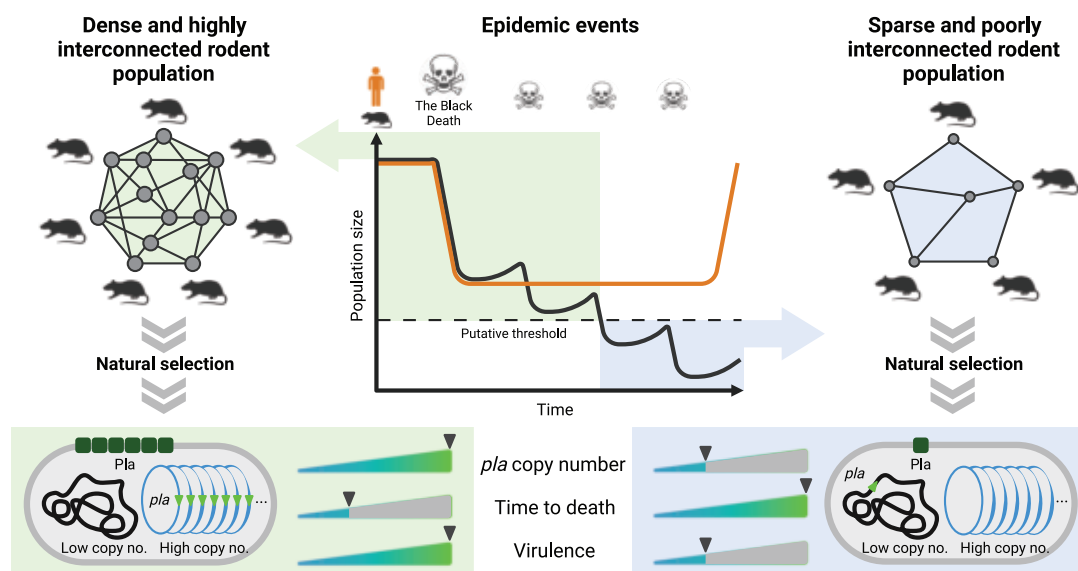 Dense and highly
interconnected rodent
population
Epidemic events
Sparse and poorly
interconnected rodent
population
The Black
Death
Population size
Putative threshold
Time
Natural selection
Natural selection
Pla
pla
...
Low copy no.
High copy no.
pla copy number
Time to death
Virulence
Pla
pla
...
Low copy no.
High copy no.